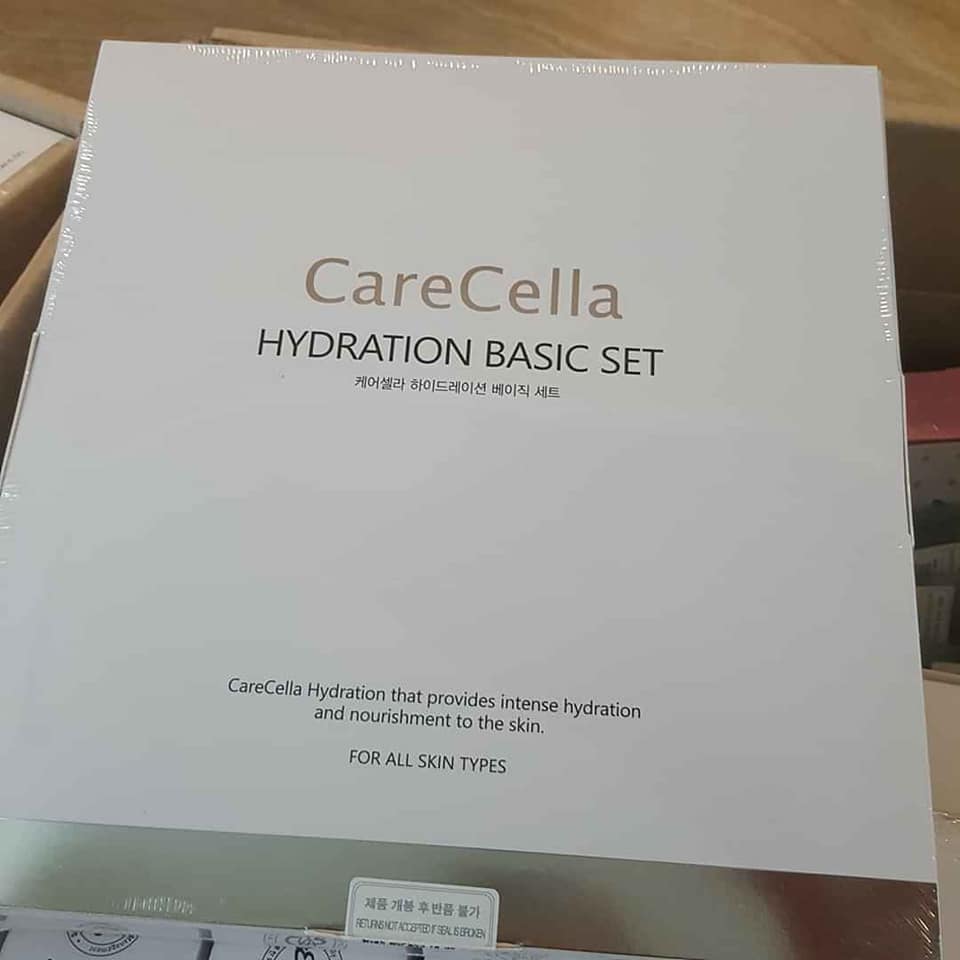 CareCella
HYDRATION BASIC SET
케어셀라 하이드레이션 베이직 세트
CareCella Hydration that provides intense hydration
and nourishment to the skin.
FOR ALL SKIN TYPES
제품 개봉 후 반품 불가
RETURNS NOT ACCEPTED IF SEAL IS BROKEN